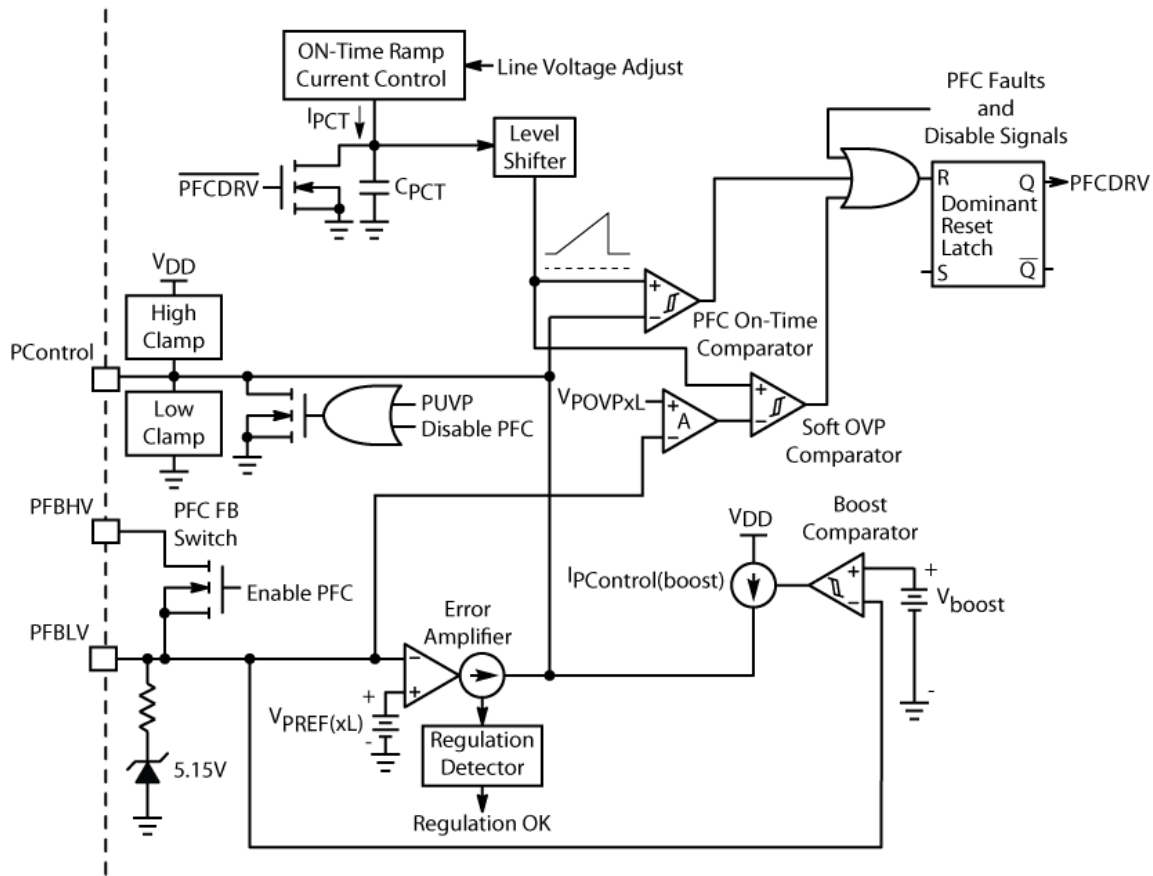 ON-Time Ramp
Current Control
Line Voltage Adjust
IPCT
PFCDRV
CPCT
Level
Shifter
PFC Faults
and
Disable Signals
R
Q
PFCDRV
Dominant
Reset
Latch
S
Q
VDD
High
Clamp
+
−
PFC On-Time
Comparator
PControl
Low
Clamp
PUVP
Disable PFC
VPOVPxL
+
A
−
+
−
Soft OVP
Comparator
PFBHV
PFC FB
Switch
Enable PFC
VDD
Boost
Comparator
IPControl(boost)
+
−
+
Vboost
-
PFBLV
Error
Amplifier
−
+
+
VPREF(xL)
-
Regulation
Detector
5.15V
Regulation OK